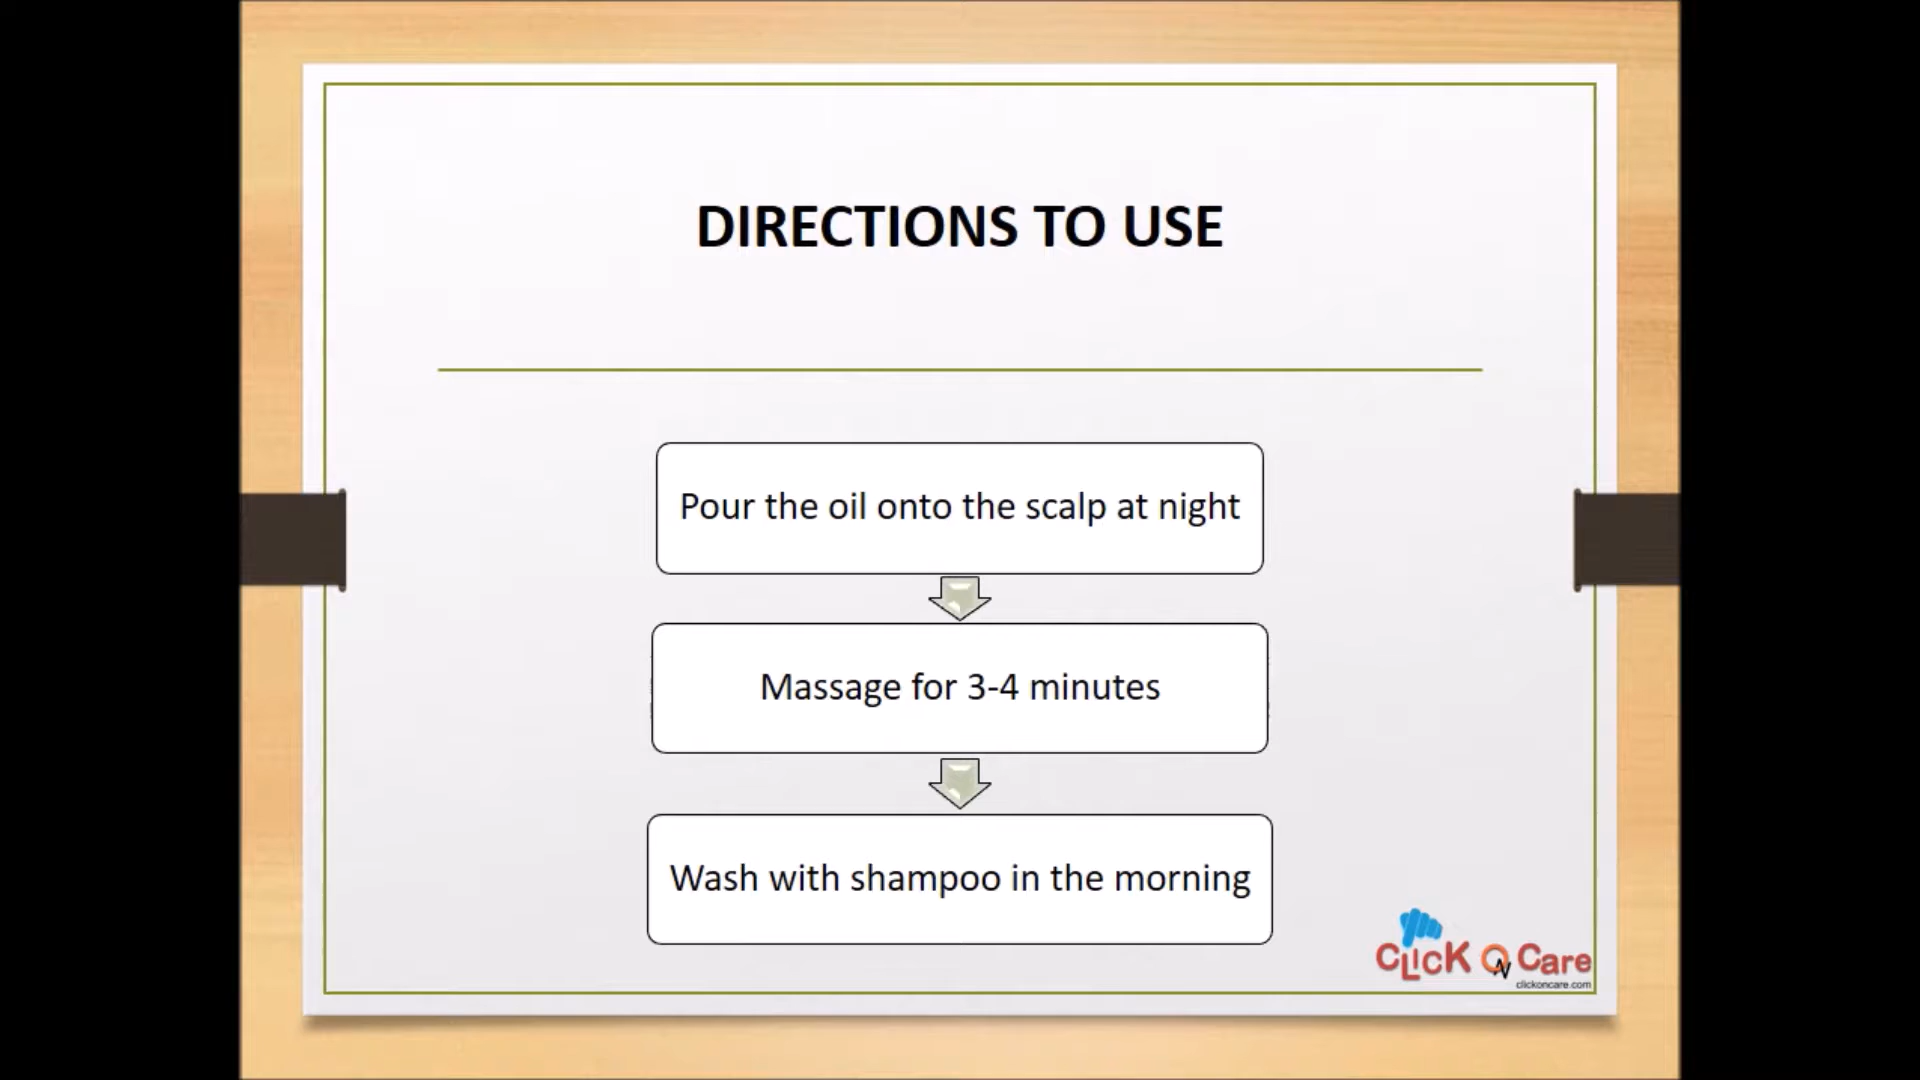 DIRECTIONS TO USE
Pour the oil onto the scalp at night
Massage for 3-4 minutes
Wash with shampoo in the morning
CLicK ON Care
clickoncare.com